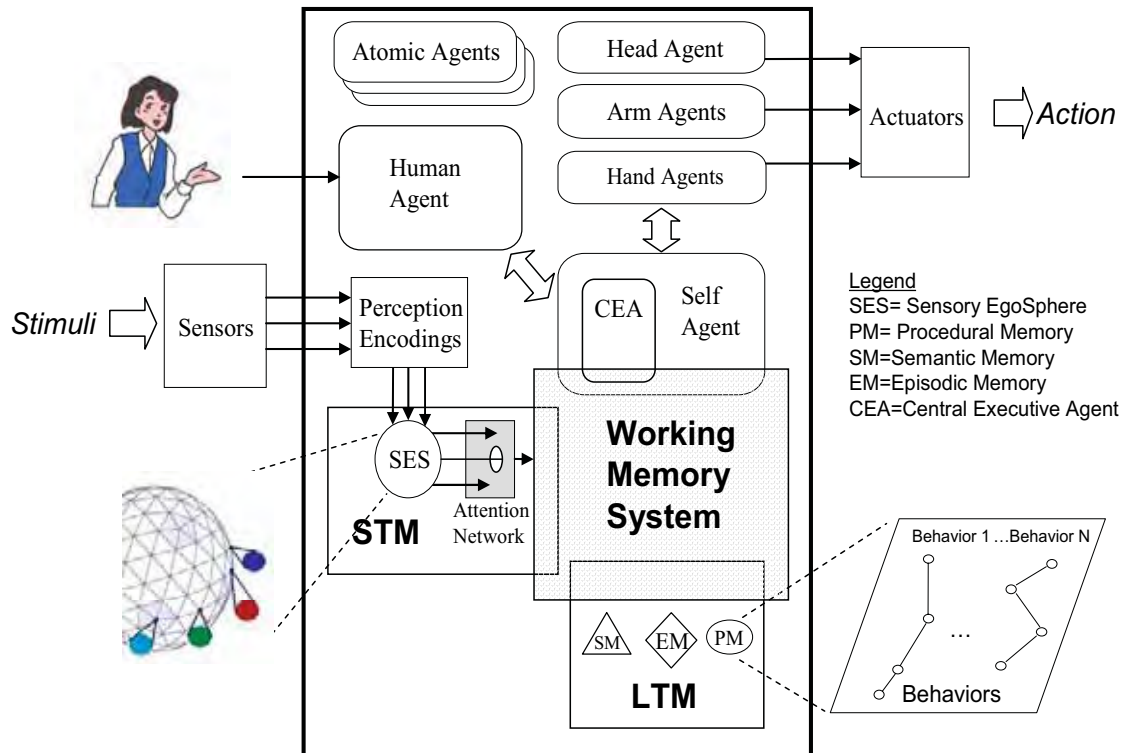 Atomic Agents
Head Agent
Arm Agents
Hand Agents
Actuators
Action
Human
Agent
Stimuli
Sensors
Perception
Encodings
CEA
Self
Agent
Legend
SES= Sensory EgoSphere
PM= Procedural Memory
SM=Semantic Memory
EM=Episodic Memory
CEA=Central Executive Agent
SES
Attention
Network
STM
Working
Memory
System
SM
EM
PM
LTM
Behavior 1 ...Behavior N
...
Behaviors